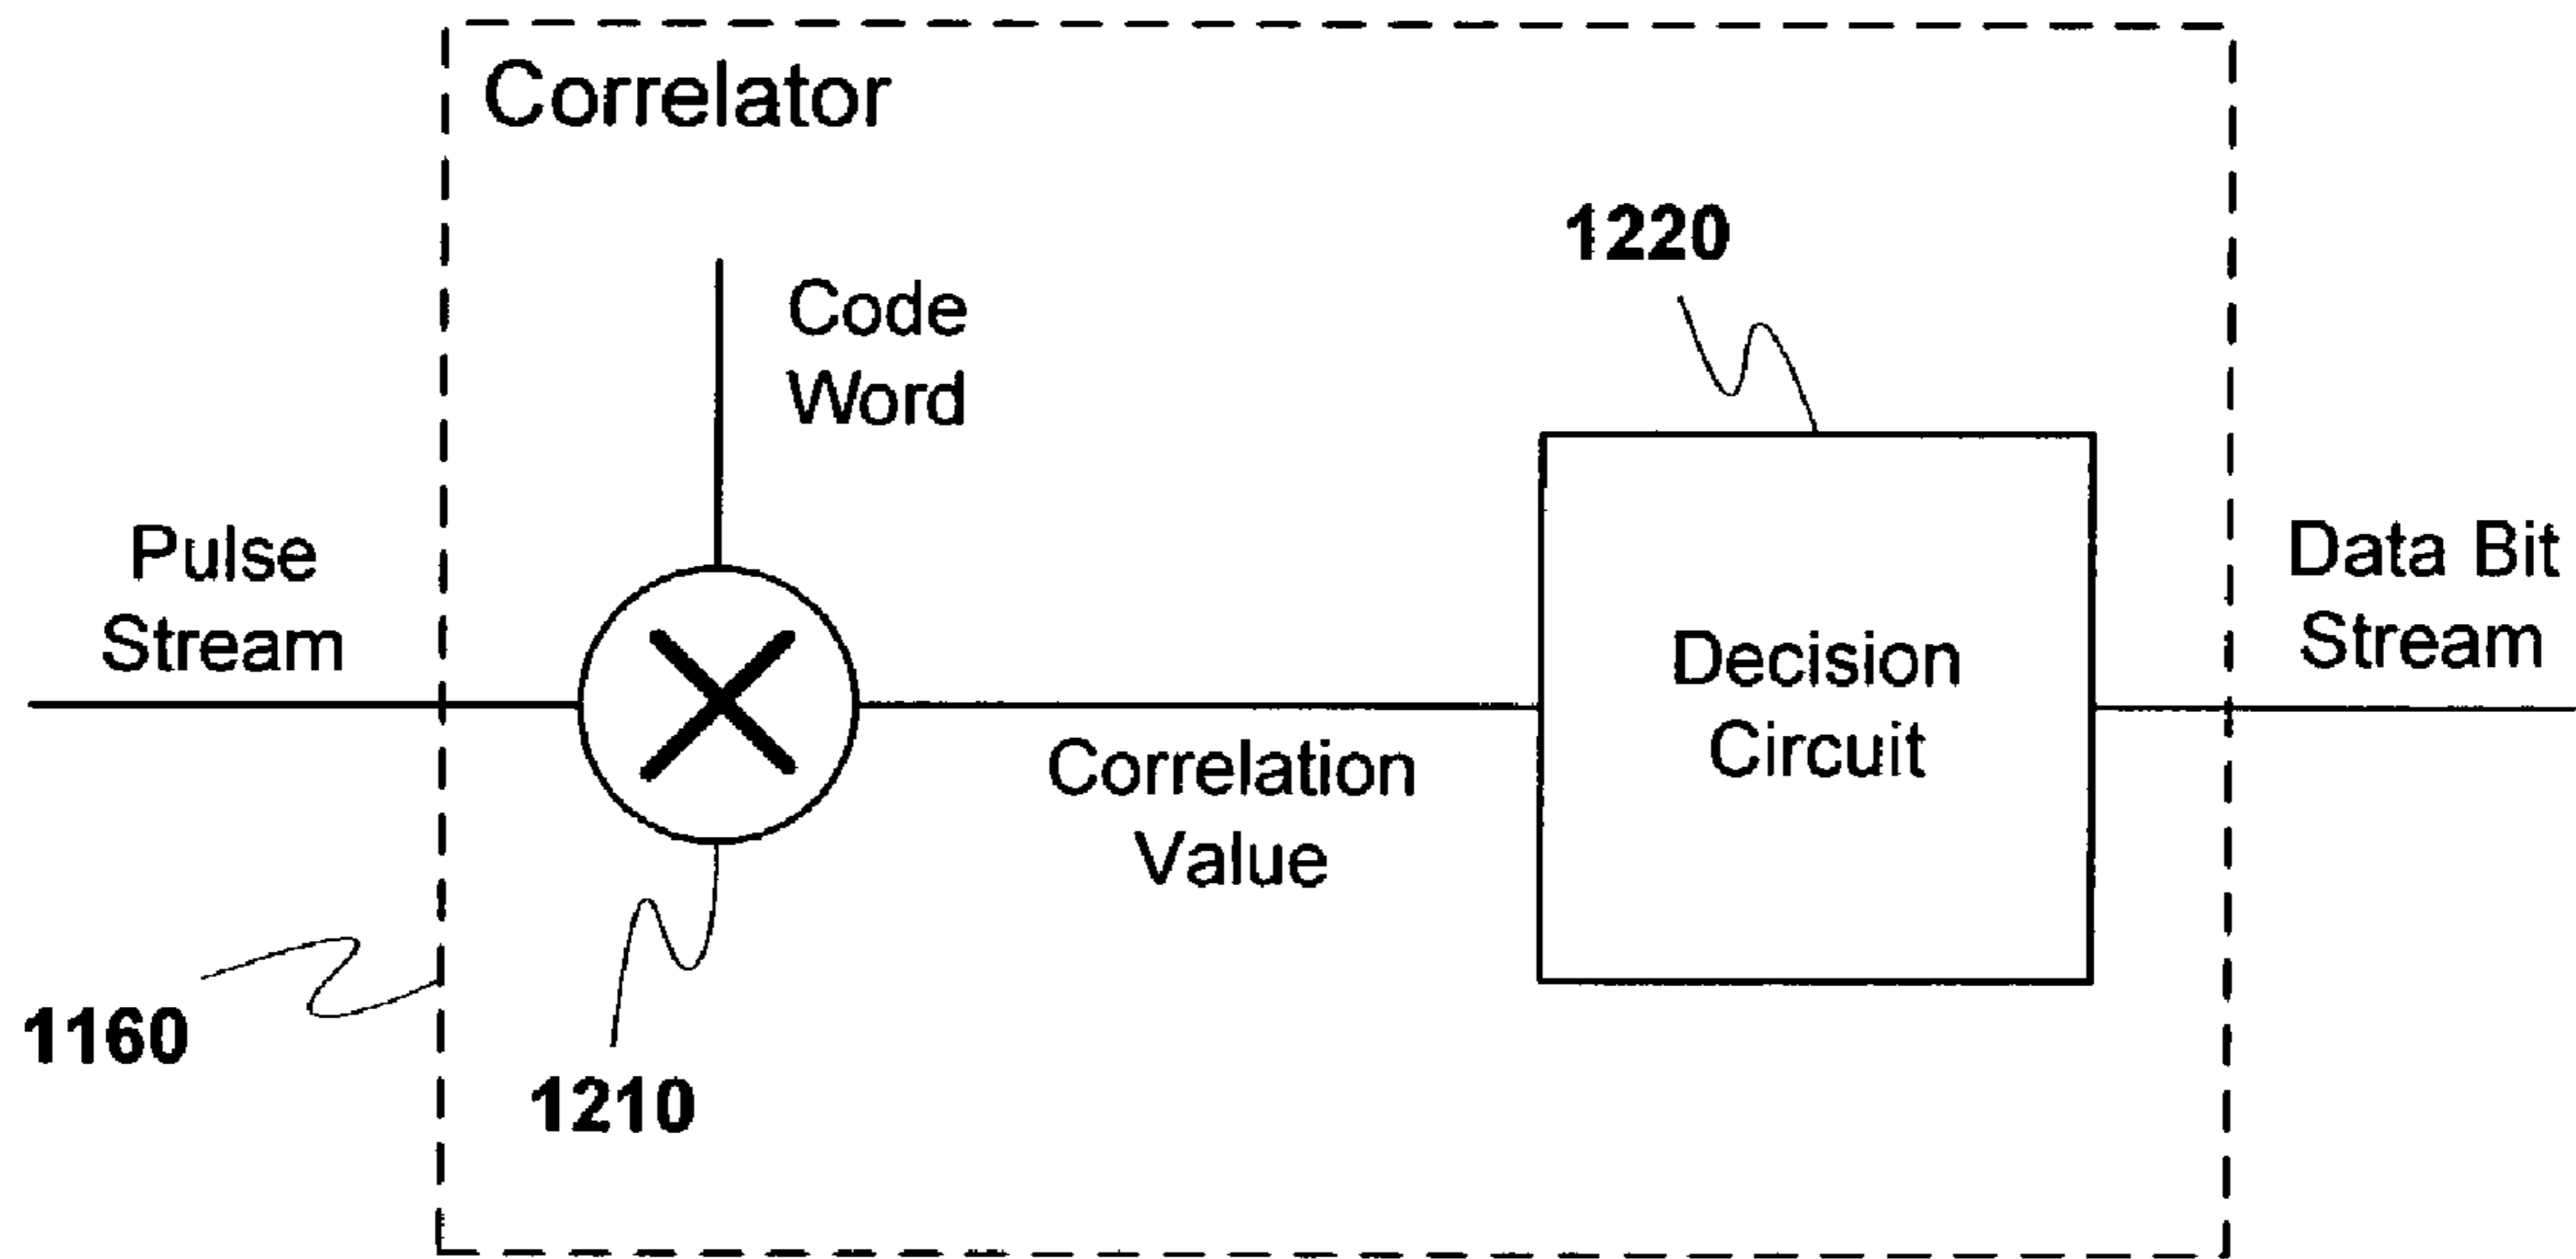 Correlator
Code
Word
1220
Pulse
Stream
Data Bit
Stream
Decision
Circuit
Correlation
Value
1160
1210